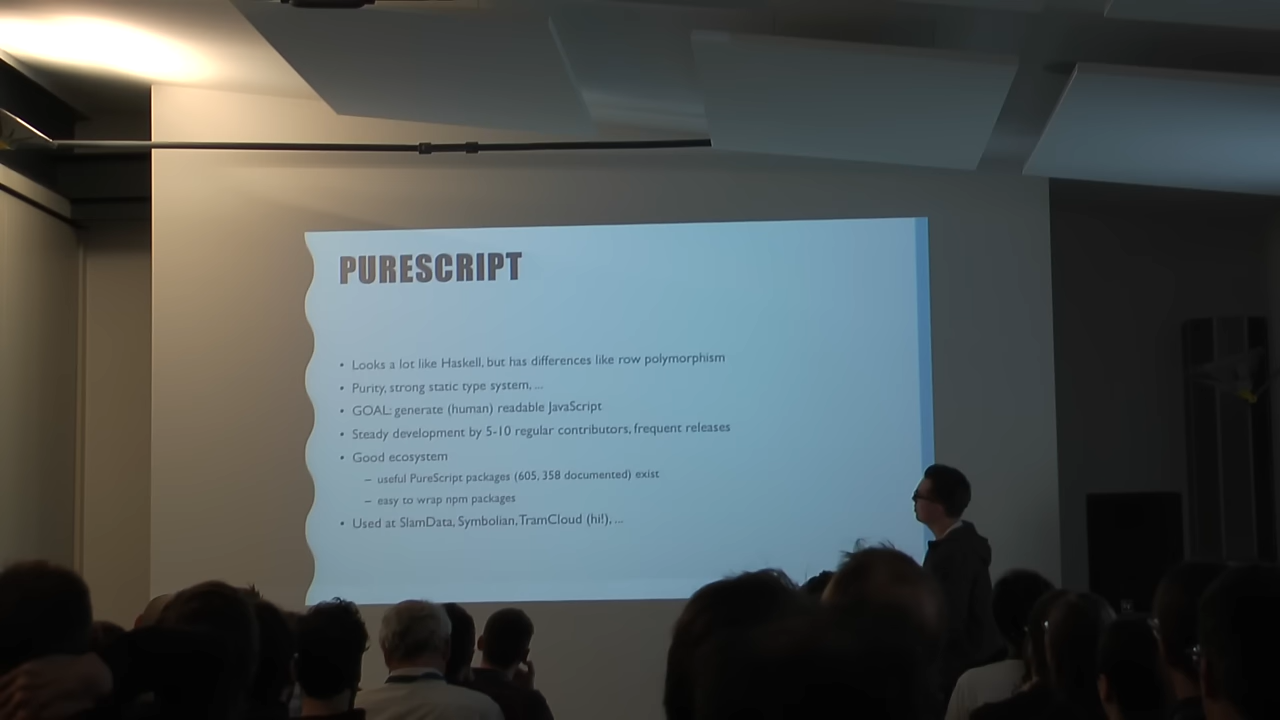 PURESCRIPT
• Looks a lot like Haskell, but has differences like row polymorphism
• Purity, strong static type system, ...
• GOAL: generate (human) readable JavaScript
• Steady development by 5-10 regular contributors, frequent releases
• Good ecosystem
– useful PureScript packages (605, 358 documented) exist
– easy to wrap npm packages
• Used at SlamData, Symbolian, TramCloud (hi!), ...